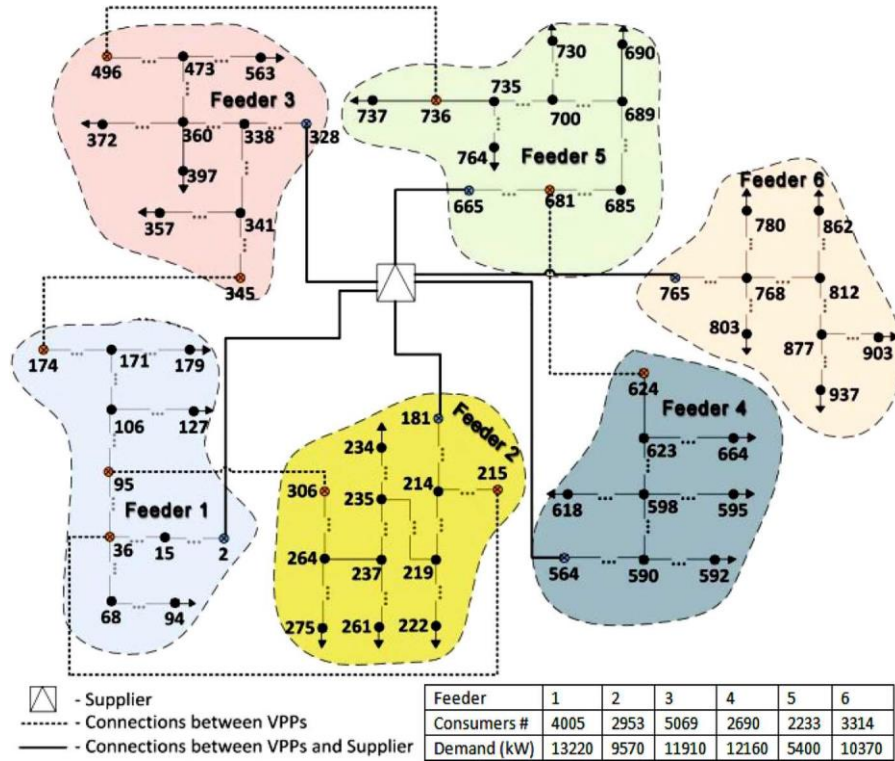 496 473 563 730 690
Feeder 3 737 736 735 700 689
372 360 338 328 764 Feeder 5
397
357 341 665 681 685 Feeder 6
780 862
345 765 768 812
174 171 179 803 877 903
624 937
106 127 181 Feeder 2 Feeder 4
234 623 664
95 306 235 214 215
Feeder 1 618 598 595
36 15 2 264 237 219 564 590 592
68 94 275 261 222
- Supplier
- Connections between VPPs
- Connections between VPPs and Supplier
Feeder 1 2 3 4 5 6
Consumers # 4005 2953 5069 2690 2233 3314
Demand (kW) 13220 9570 11910 12160 5400 10370